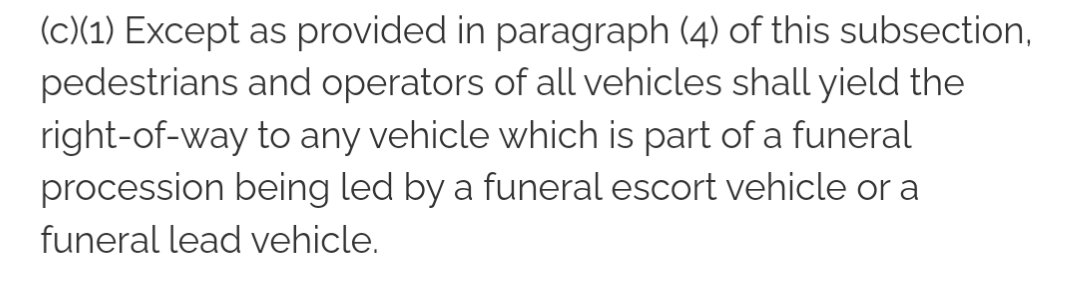 (c)(1) Except as provided in paragraph (4) of this subsection,
pedestrians and operators of all vehicles shall yield the
right-of-way to any vehicle which is part of a funeral
procession being led by a funeral escort vehicle or a
funeral lead vehicle.